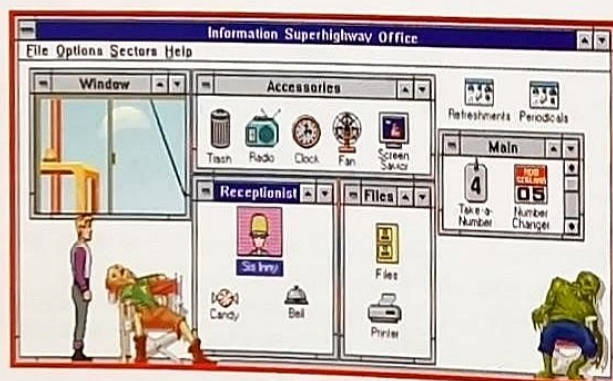 Information Superhighway Office
File Options Sectors Help
Window
Accessories
Trash Radio Clock Fan Screen Savior
Refreshments Periodicals
Main
4
05
Take-a-Number
Number Changer
Receptionist
Sis Inny
Candy Bell
Files
Files
Printer